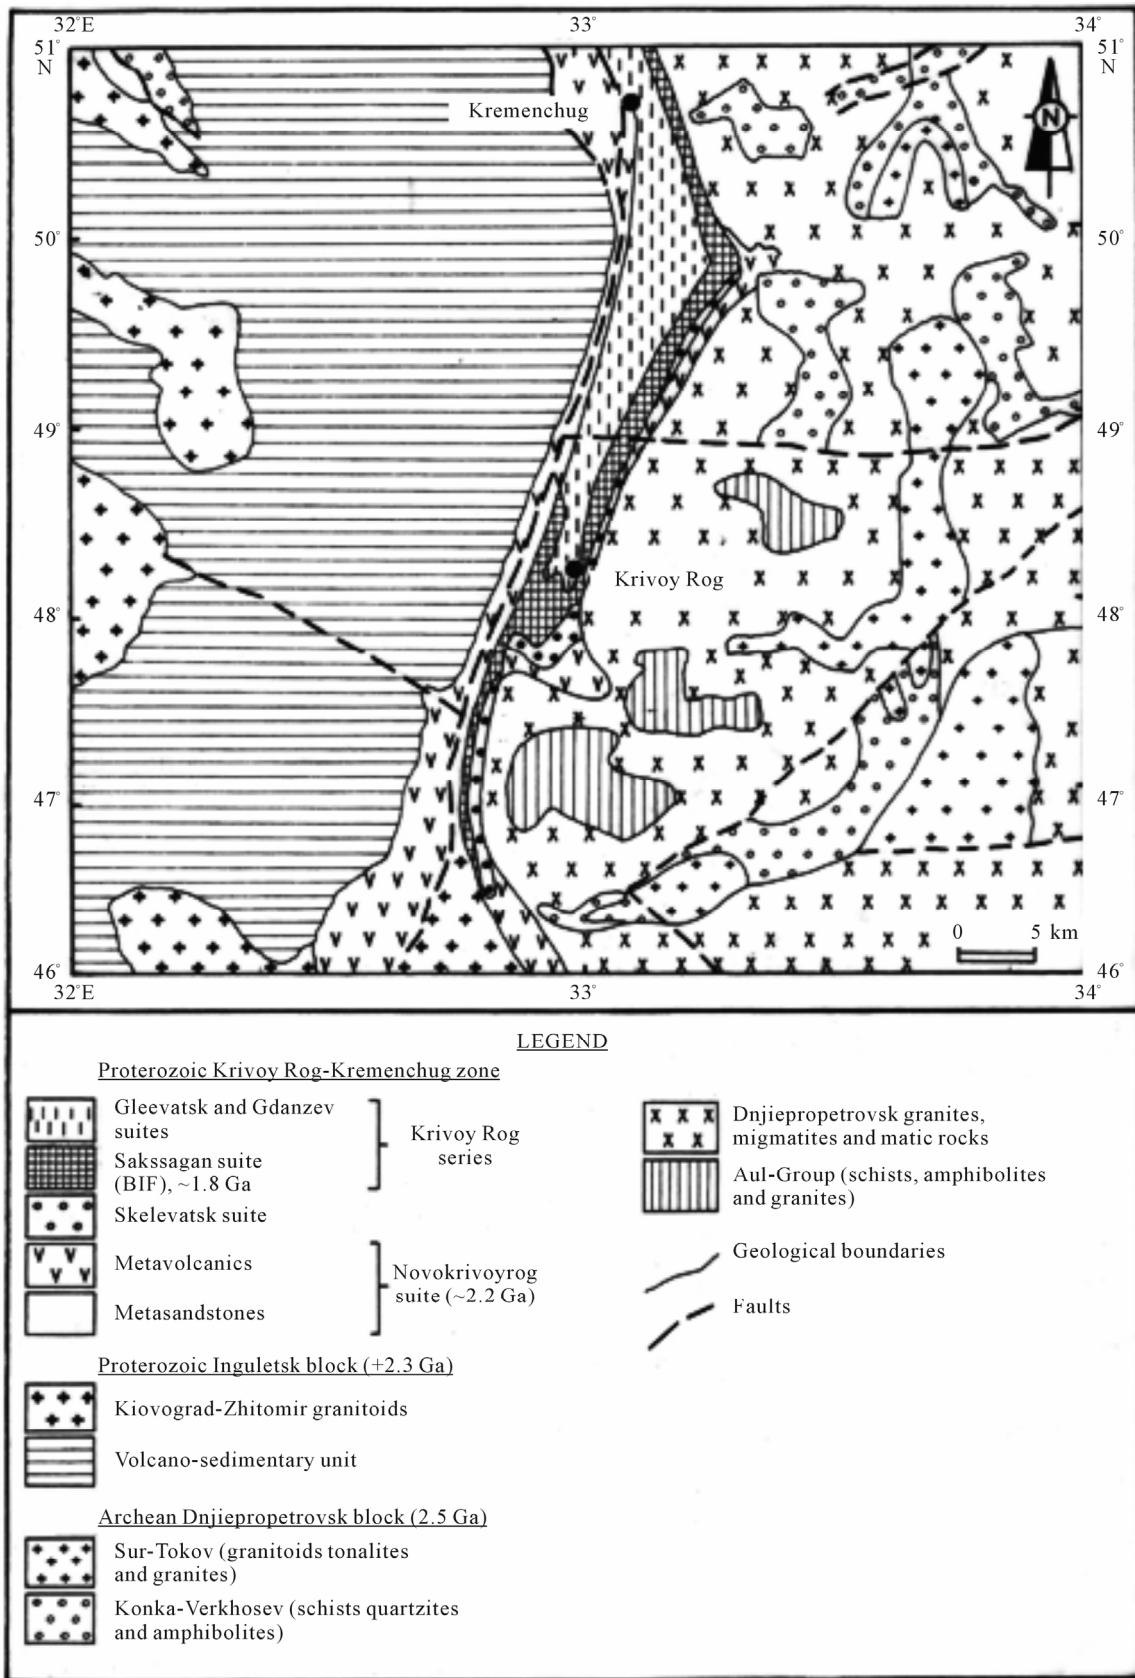 32°E
33°
34°
51°
N
51°
N
Kremenchug
N
50°
50°
49°
49°
Krivoy Rog
48°
48°
47°
47°
0 5 km
46°
46°
32°E
33°
34°
LEGEND
Proterozoic Krivoy Rog-Kremenchug zone
Gleevatsk and Gdanzev
suites
Sakssagan suite
(BIF), ~1.8 Ga
Krivoy Rog
series
Skelevatsk suite
Metavolcanics
Metasandstones
Novokrivoyrog
suite (~2.2 Ga)
Proterozoic Inguletsk block (+2.3 Ga)
Kiovograd-Zhitomir granitoids
Volcano-sedimentary unit
Archean Dnjiepropetrovsk block (2.5 Ga)
Sur-Tokov (granitoids tonalites
and granites)
Konka-Verkhosev (schists quartzites
and amphibolites)
Dnjiepropetrovsk granites,
migmatites and matic rocks
Aul-Group (schists, amphibolites
and granites)
Geological boundaries
Faults